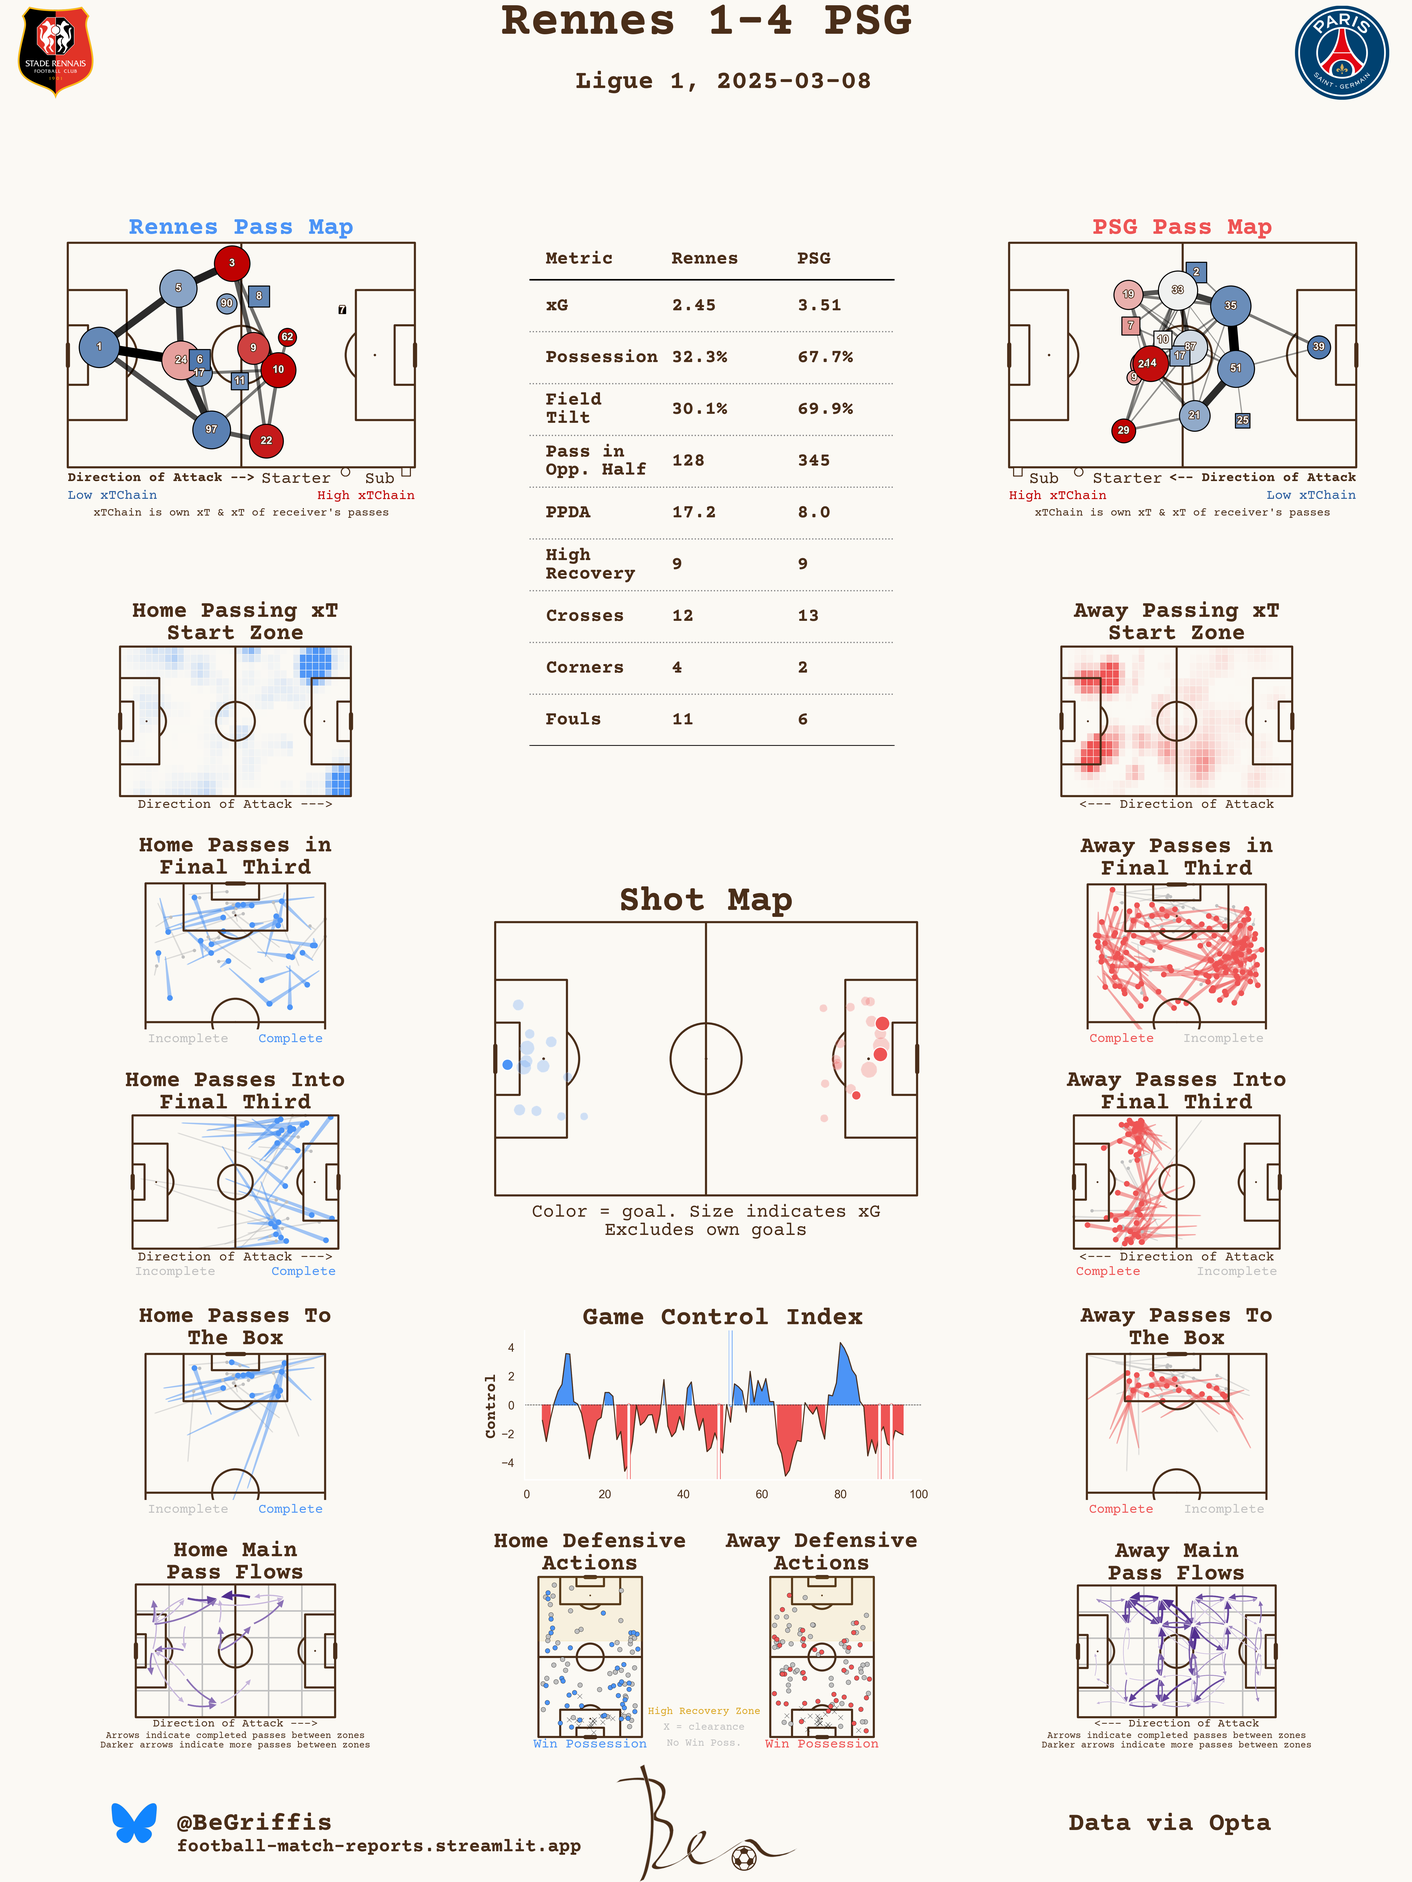 Rennes 1-4 PSG
Ligue 1, 2025-03-08
STADE RENNAIS
FOOTBALL CLUB
1901
PARIS
SAINT-GERMAIN
Rennes Pass Map
3
5
90
8
7
1
62
9
24
6
17
10
11
97
22
Direction of Attack --> Starter Sub
Low xTChain High xTChain
xTChain is own xT & xT of receiver's passes
Metric Rennes PSG
xG 2.45 3.51
Possession 32.3% 67.7%
Field
Tilt 30.1% 69.9%
Pass in
Opp. Half 128 345
PPDA 17.2 8.0
High
Recovery 9 9
Crosses 12 13
Corners 4 2
Fouls 11 6
PSG Pass Map
2
19
33
35
7
10
87
39
17
14
9
51
21
25
29
Sub Starter <-- Direction of Attack
High xTChain Low xTChain
xTChain is own xT & xT of receiver's passes
Home Passing xT
Start Zone
Direction of Attack --->
Away Passing xT
Start Zone
<--- Direction of Attack
Home Passes in
Final Third
Incomplete Complete
Shot Map
Color = goal. Size indicates xG
Excludes own goals
Away Passes in
Final Third
Complete Incomplete
Home Passes Into
Final Third
Direction of Attack --->
Incomplete Complete
Away Passes Into
Final Third
<--- Direction of Attack
Complete Incomplete
Home Passes To
The Box
Incomplete Complete
Game Control Index
Control
4
2
0
−2
−4
0 20 40 60 80 100
Away Passes To
The Box
Complete Incomplete
Home Main
Pass Flows
Direction of Attack --->
Arrows indicate completed passes between zones
Darker arrows indicate more passes between zones
Home Defensive
Actions
Win Possession
High Recovery Zone
X = clearance
No Win Poss.
Away Defensive
Actions
Win Possession
Away Main
Pass Flows
<--- Direction of Attack
Arrows indicate completed passes between zones
Darker arrows indicate more passes between zones
@BeGriffis
football-match-reports.streamlit.app
Ben
Data via Opta